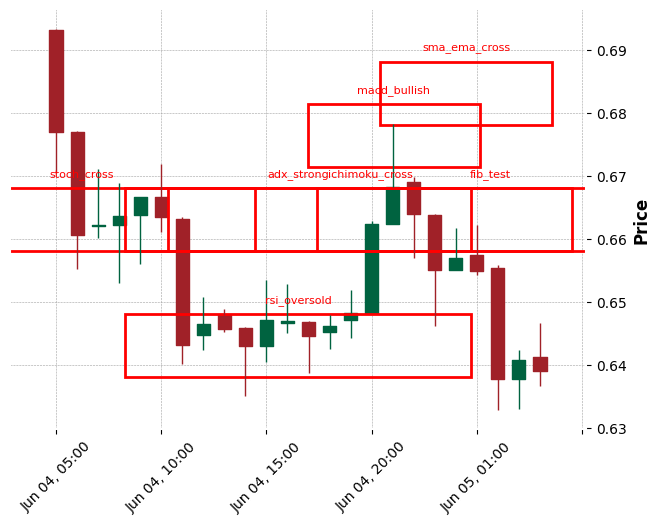 sma_ema_cross
0.69
macd_bullish
0.68
stoch_cross
adx_strong
ichimoku_cross
fib_test
0.67
0.66
Price
rsi_oversold
0.65
0.64
0.63
Jun 04, 05:00
Jun 04, 10:00
Jun 04, 15:00
Jun 04, 20:00
Jun 05, 01:00